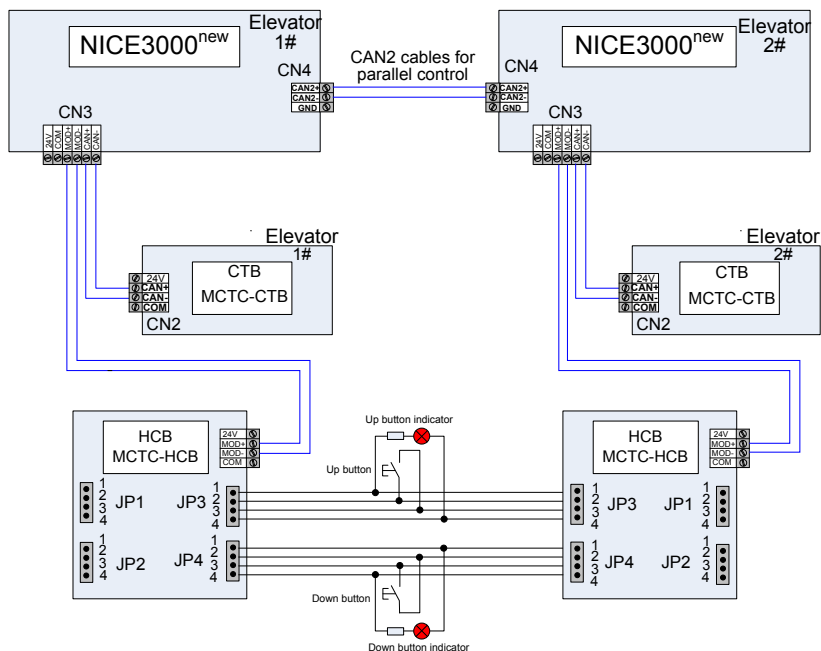 Elevator
1#
NICE3000new
CN4
CAN2+
CAN2-
GND
CN3
24V
COM
MOD+
MOD-
CAN+
CAN-
CAN2 cables for
parallel control
Elevator
2#
NICE3000new
CN4
CAN2+
CAN2-
GND
CN3
24V
COM
MOD+
MOD-
CAN+
CAN-
Elevator
1#
CTB
MCTC-CTB
24V
CAN+
CAN-
COM
CN2
Elevator
2#
CTB
MCTC-CTB
24V
CAN+
CAN-
COM
CN2
HCB
MCTC-HCB
24V
MOD+
MOD-
COM
1
2
3
4
JP1
JP3
1
2
3
4
1
2
3
4
JP2
JP4
1
2
3
4
Up button indicator
Up button
Down button
Down button indicator
HCB
MCTC-HCB
24V
MOD+
MOD-
COM
1
2
3
4
JP3
JP1
1
2
3
4
1
2
3
4
JP4
JP2
1
2
3
4